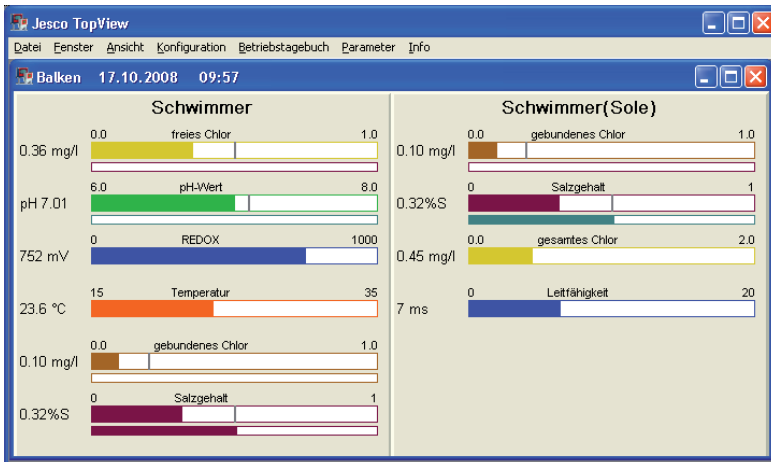 Jesco TopView
Datei Fenster Ansicht Konfiguration Betriebstagebuch Parameter Info
Balken 17.10.2008 09:57
Schwimmer
0.0 freies Chlor 1.0
0.36 mg/l
6.0 pH-Wert 8.0
pH 7.01
0 REDOX 1000
752 mV
15 Temperatur 35
23.6 °C
0.0 gebundenes Chlor 1.0
0.10 mg/l
0 Salzgehalt 1
0.32%S
Schwimmer(Sole)
0.0 gebundenes Chlor 1.0
0.10 mg/l
0 Salzgehalt 1
0.32%S
0.0 gesamtes Chlor 2.0
0.45 mg/l
0 Leitfähigkeit 20
7 ms